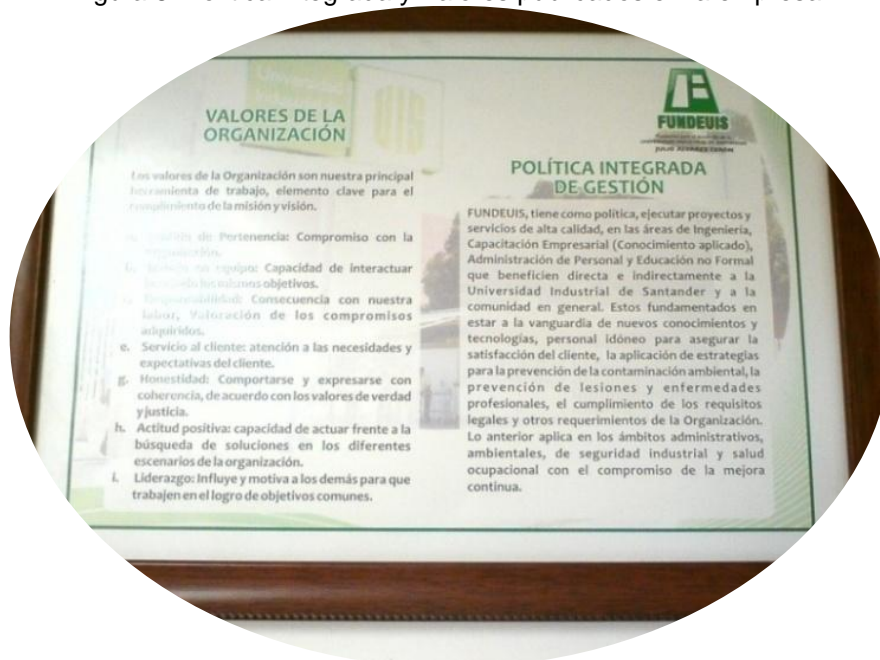 VALORES DE LA
ORGANIZACIÓN
Los valores de la Organización son nuestra principal
herramienta de trabajo, elemento clave para el
cumplimiento de la misión y visión.
de Pertenencia: Compromiso con la
b. equipo: Capacidad de interactuar
los mismos objetivos.
Responsabilidad: Consecuencia con nuestra
labor, Valoración de los compromisos
adquiridos.
e. Servicio al cliente: atención a las necesidades y
expectativas del cliente.
g. Honestidad: Comportarse y expresarse con
coherencia, de acuerdo con los valores de verdad
y justicia.
h. Actitud positiva: capacidad de actuar frente a la
búsqueda de soluciones en los diferentes
escenarios de la organización.
i. Liderazgo: Influye y motiva a los demás para que
trabajen en el logro de objetivos comunes.
FUNDEUIS
POLÍTICA INTEGRADA
DE GESTIÓN
FUNDEUIS, tiene como política, ejecutar proyectos y
servicios de alta calidad, en las áreas de Ingeniería,
Capacitación Empresarial (Conocimiento aplicado),
Administración de Personal y Educación no Formal
que beneficien directa e indirectamente a la
Universidad Industrial de Santander y a la
comunidad en general. Estos fundamentados en
estar a la vanguardia de nuevos conocimientos y
tecnologías, personal idóneo para asegurar la
satisfacción del cliente, la aplicación de estrategias
para la prevención de la contaminación ambiental, la
prevención de lesiones y enfermedades
profesionales, el cumplimiento de los requisitos
legales y otros requerimientos de la Organización.
Lo anterior aplica en los ámbitos administrativos,
ambientales, de seguridad industrial y salud
ocupacional con el compromiso de la mejora
continua.